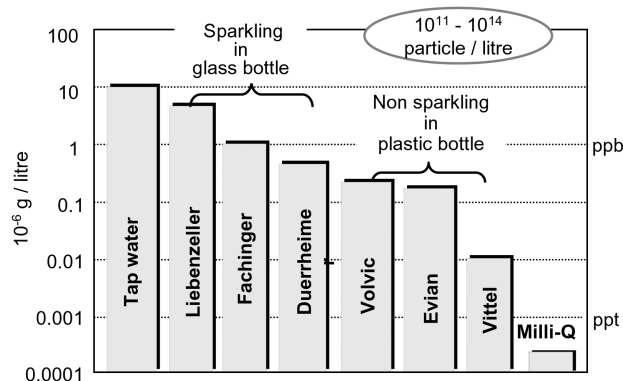 100
10
1
0.1
0.01
0.001
0.0001
10⁻⁶ g / litre
Sparkling
in
glass bottle
10¹¹ - 10¹⁴
particle / litre
Non sparkling
in
plastic bottle
ppb
ppt
Tap water
Liebenzeller
Fachinger
Duerrheime
r
Volvic
Evian
Vittel
Milli-Q